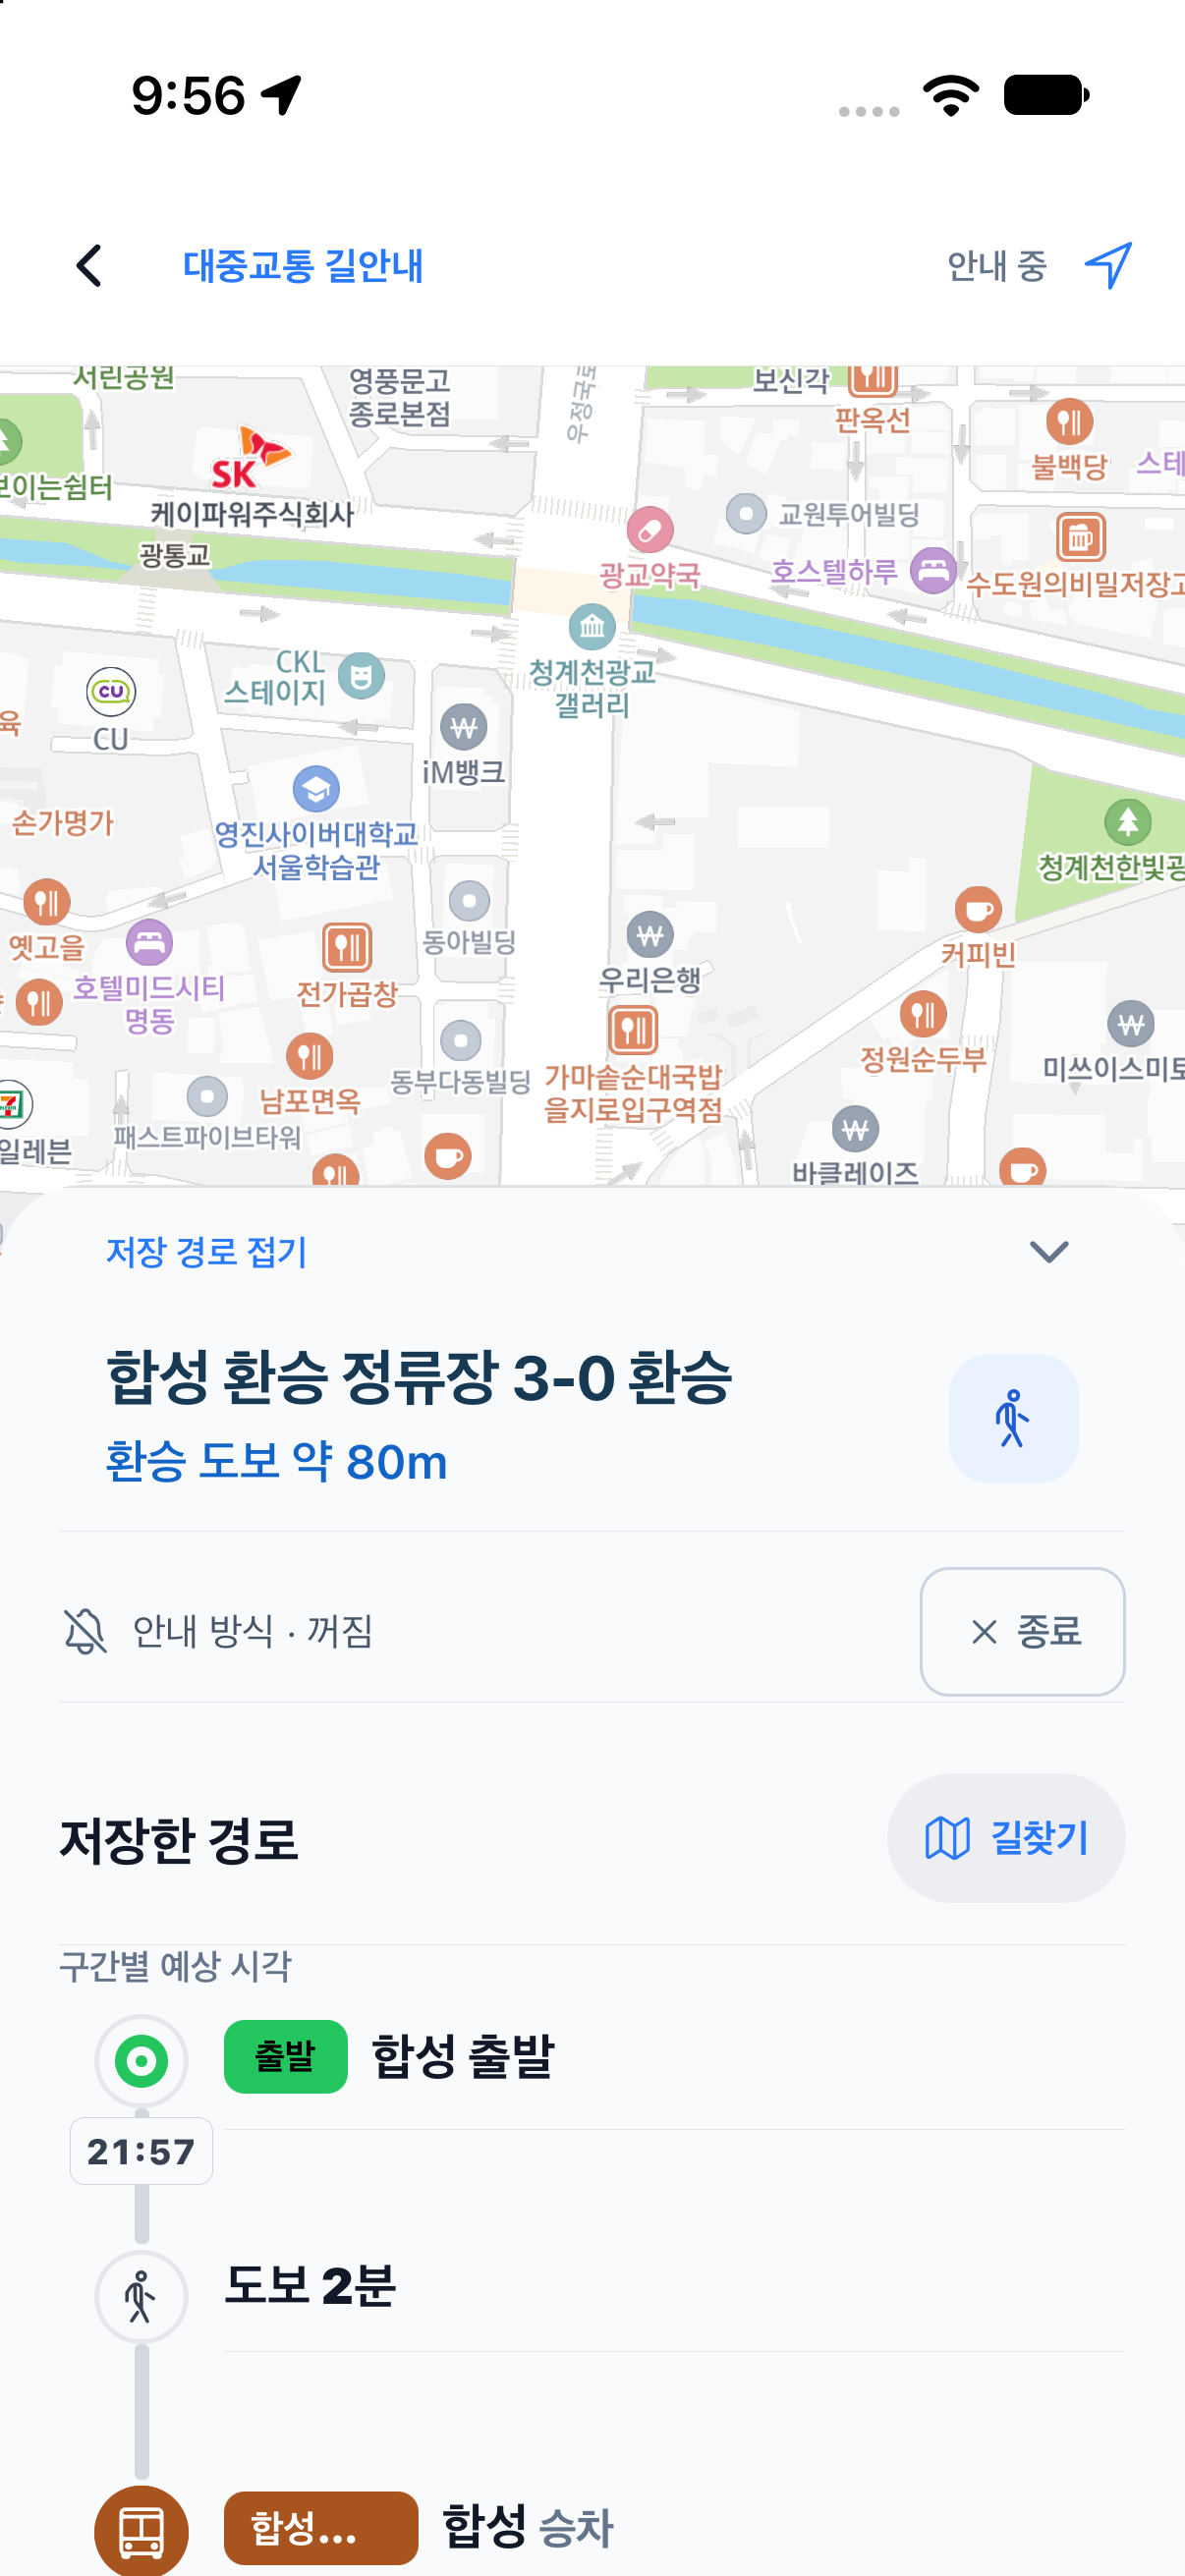 9:56
대중교통 길안내
안내 중
서린공원
영풍문고
종로본점
보신각
판옥선
불백당
스테
보이는쉼터
SK
케이파워주식회사
광통교
교원투어빌딩
광교약국
호스텔하루
수도원의비밀저장고
CKL
스테이지
청계천광교
갤러리
CU
CU
육
iM뱅크
손가명가
영진사이버대학교
서울학습관
청계천한빛광
옛고을
동아빌딩
우리은행
커피빈
호텔미드시티
명동
전가곱창
정원순두부
미쓰이스미토
남포면옥
동부다동빌딩
가마솥순대국밥
을지로입구역점
패스트파이브타워
일레븐
바클레이즈
저장 경로 접기
합성 환승 정류장 3-0 환승
환승 도보 약 80m
안내 방식 · 꺼짐
종료
저장한 경로
길찾기
구간별 예상 시각
출발 합성 출발
21:57
도보 2분
합성... 합성 승차